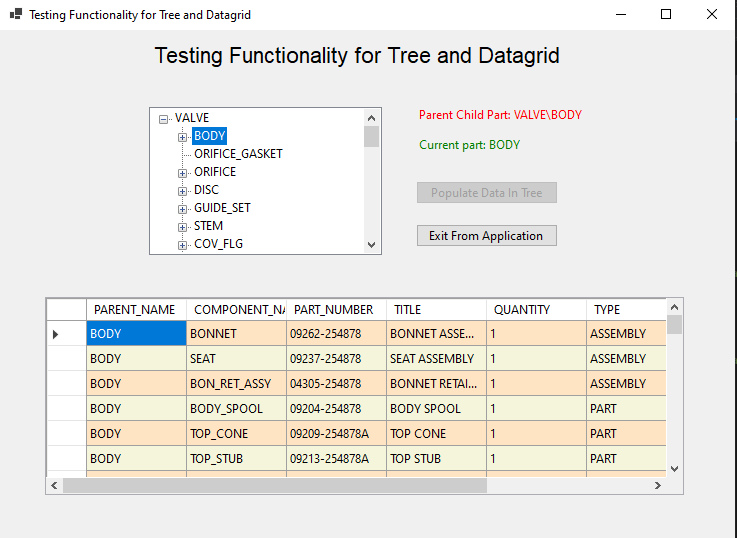 Testing Functionality for Tree and Datagrid
Testing Functionality for Tree and Datagrid
VALVE
BODY
ORIFICE_GASKET
ORIFICE
DISC
GUIDE_SET
STEM
COV_FLG
Parent Child Part: VALVE\BODY
Current part: BODY
Populate Data In Tree
Exit From Application
PARENT_NAME COMPONENT_NA PART_NUMBER TITLE QUANTITY TYPE
BODY BONNET 09262-254878 BONNET ASSE... 1 ASSEMBLY
BODY SEAT 09237-254878 SEAT ASSEMBLY 1 ASSEMBLY
BODY BON_RET_ASSY 04305-254878 BONNET RETAI... 1 ASSEMBLY
BODY BODY_SPOOL 09204-254878 BODY SPOOL 1 PART
BODY TOP_CONE 09209-254878A TOP CONE 1 PART
BODY TOP_STUB 09213-254878A TOP STUB 1 PART